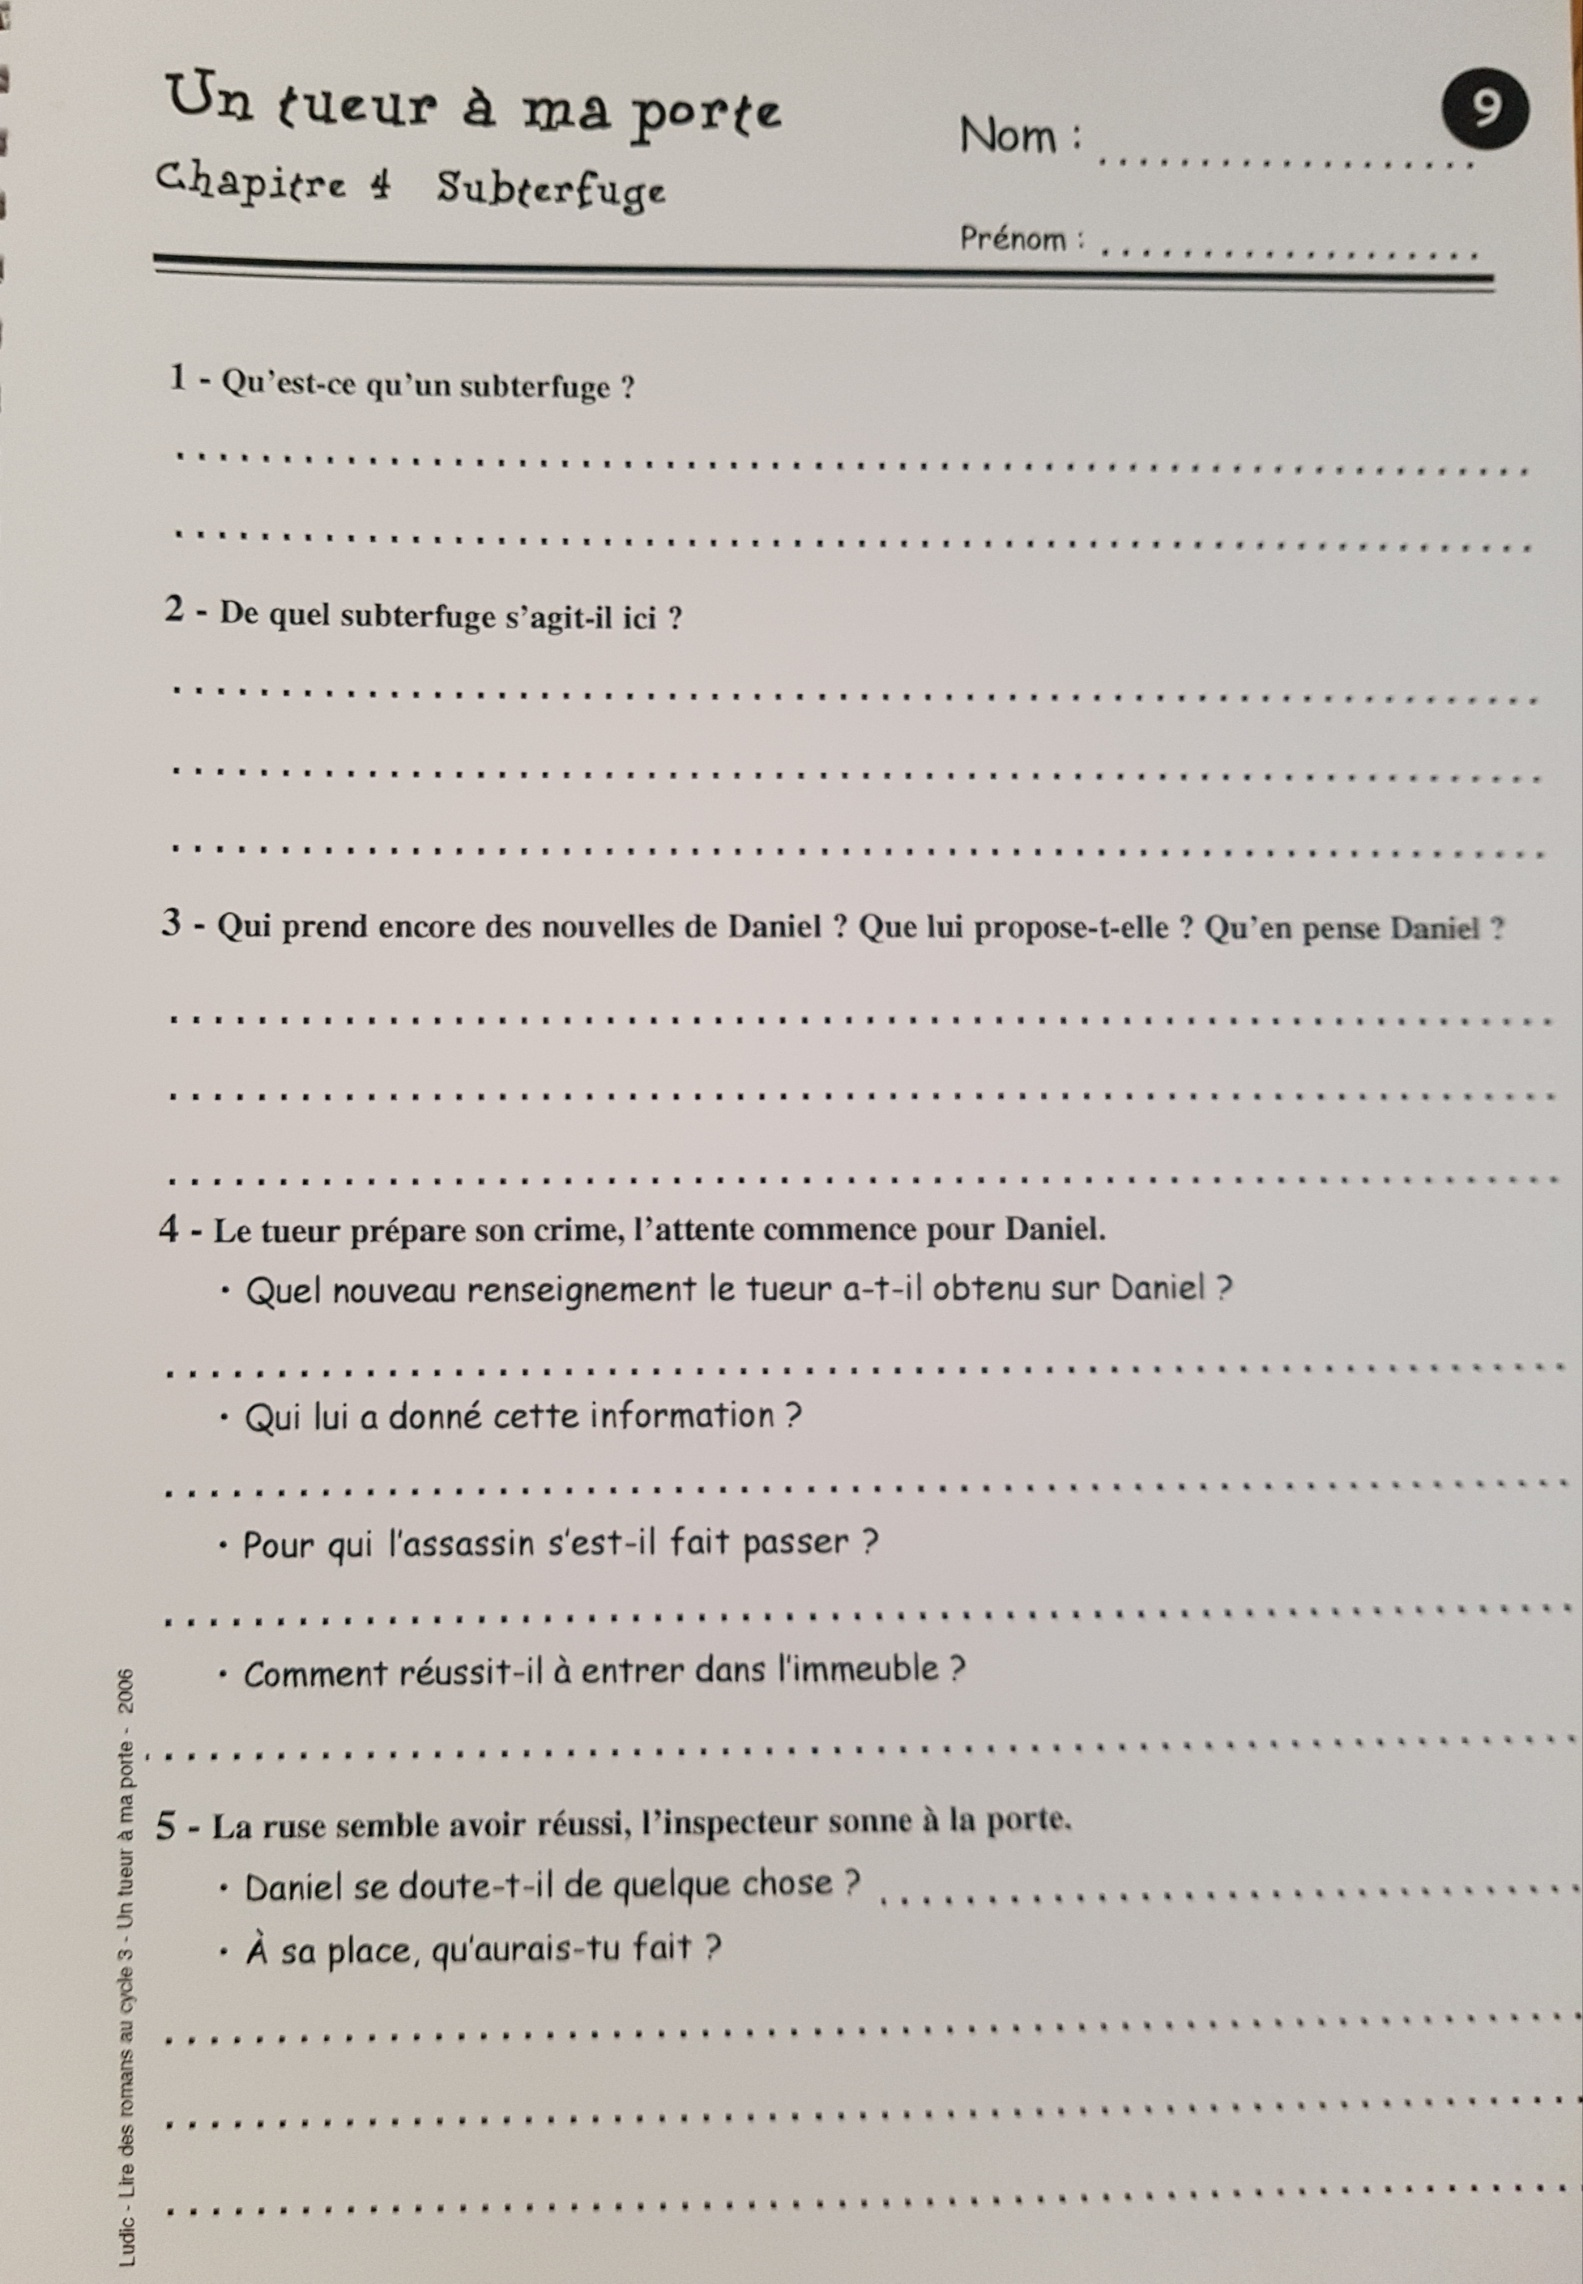 Un tueur à ma porte
Chapitre 4 Subterfuge
Nom : ...................
Prénom : ...................
9
1 - Qu'est-ce qu'un subterfuge ?
2 - De quel subterfuge s'agit-il ici ?
3 - Qui prend encore des nouvelles de Daniel ? Que lui propose-t-elle ? Qu'en pense Daniel ?
4 - Le tueur prépare son crime, l'attente commence pour Daniel.
• Quel nouveau renseignement le tueur a-t-il obtenu sur Daniel ?
• Qui lui a donné cette information ?
• Pour qui l'assassin s'est-il fait passer ?
• Comment réussit-il à entrer dans l'immeuble ?
5 - La ruse semble avoir réussi, l'inspecteur sonne à la porte.
• Daniel se doute-t-il de quelque chose ? ...................
• À sa place, qu'aurais-tu fait ?
Ludic - Lire des romans au cycle 3 - Un tueur à ma porte - 2006